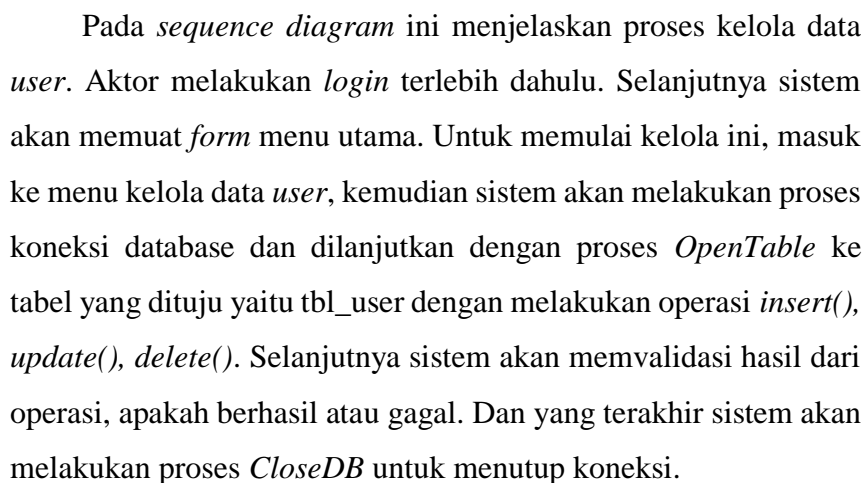 Pada sequence diagram ini menjelaskan proses kelola data
user. Aktor melakukan login terlebih dahulu. Selanjutnya sistem
akan memuat form menu utama. Untuk memulai kelola ini, masuk
ke menu kelola data user, kemudian sistem akan melakukan proses
koneksi database dan dilanjutkan dengan proses OpenTable ke
tabel yang dituju yaitu tbl_user dengan melakukan operasi insert(),
update(), delete(). Selanjutnya sistem akan memvalidasi hasil dari
operasi, apakah berhasil atau gagal. Dan yang terakhir sistem akan
melakukan proses CloseDB untuk menutup koneksi.